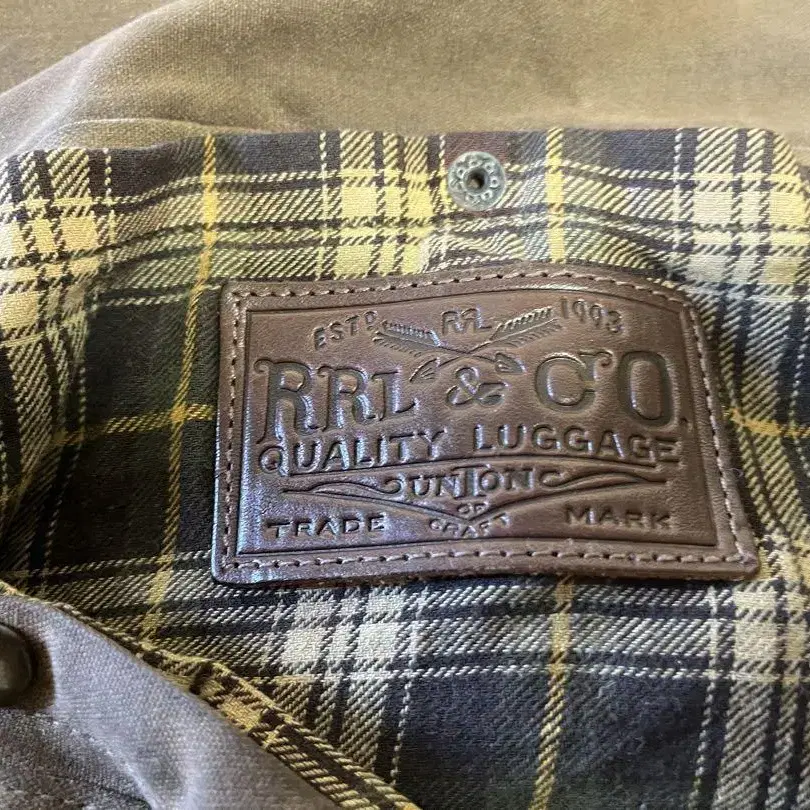 ESTD RRL 1993
RRL & CO.
QUALITY LUGGAGE
UNION
OF
TRADE CRAFT MARK